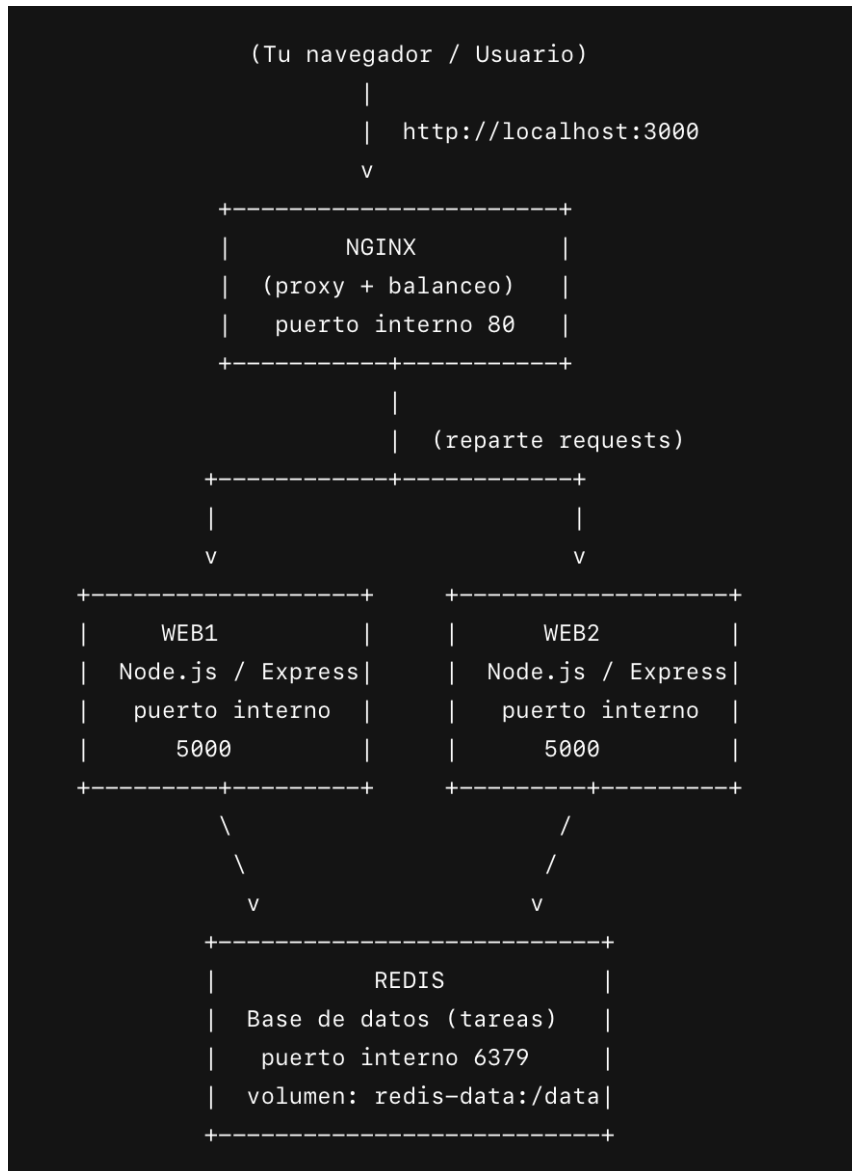 (Tu navegador / Usuario)
http://localhost:3000
v
NGINX
(proxy + balanceo)
puerto interno 80
(reparte requests)
v v
WEB1 WEB2
Node.js / Express Node.js / Express
puerto interno puerto interno
5000 5000
v v
REDIS
Base de datos (tareas)
puerto interno 6379
volumen: redis-data:/data